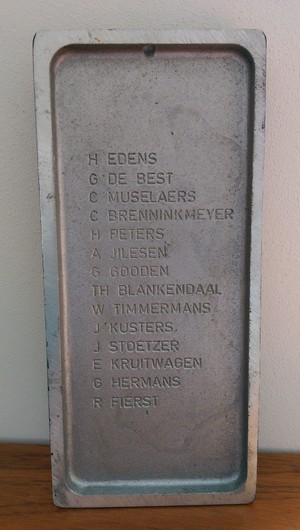 H EDENS
G DE BEST
C MUSELAERS
C BRENNINKMEYER
H PETERS
A JILESEN
G GOODEN
TH BLANKENDAAL
W TIMMERMANS
J KUSTERS
J STOETZER
E KRUITWAGEN
G HERMANS
R FIERST